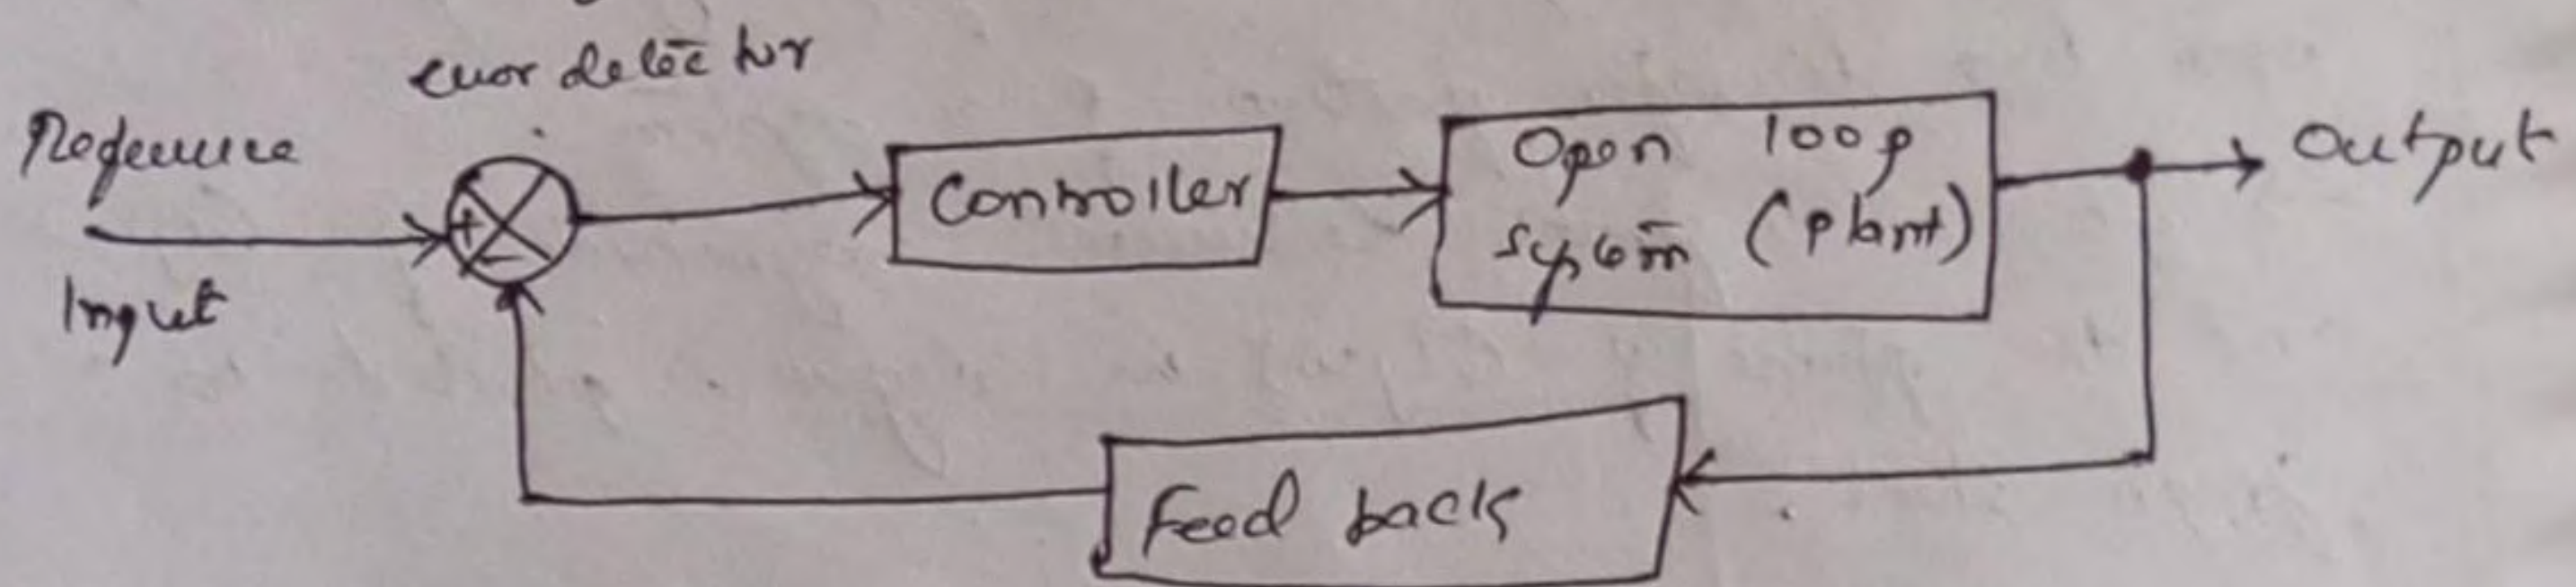 error detector
Reference
Input
+
-
Controller
Open loop
system (plant)
Output
Feed back